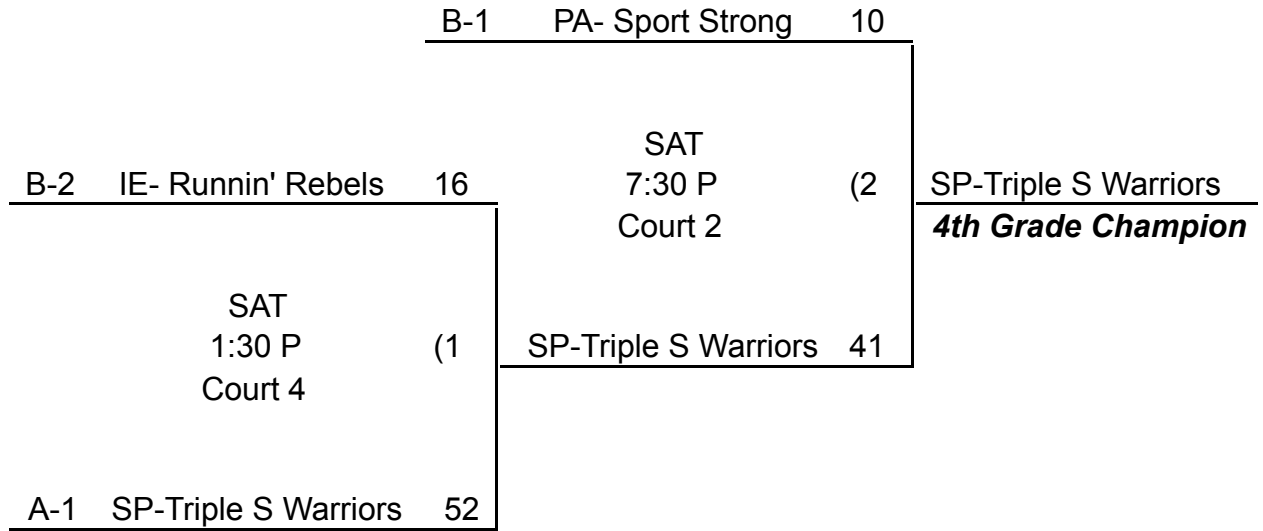 B-1 PA- Sport Strong 10
SAT
B-2 IE- Runnin' Rebels 16 7:30 P (2 SP-Triple S Warriors
Court 2 4th Grade Champion
SAT
1:30 P (1 SP-Triple S Warriors 41
Court 4
A-1 SP-Triple S Warriors 52